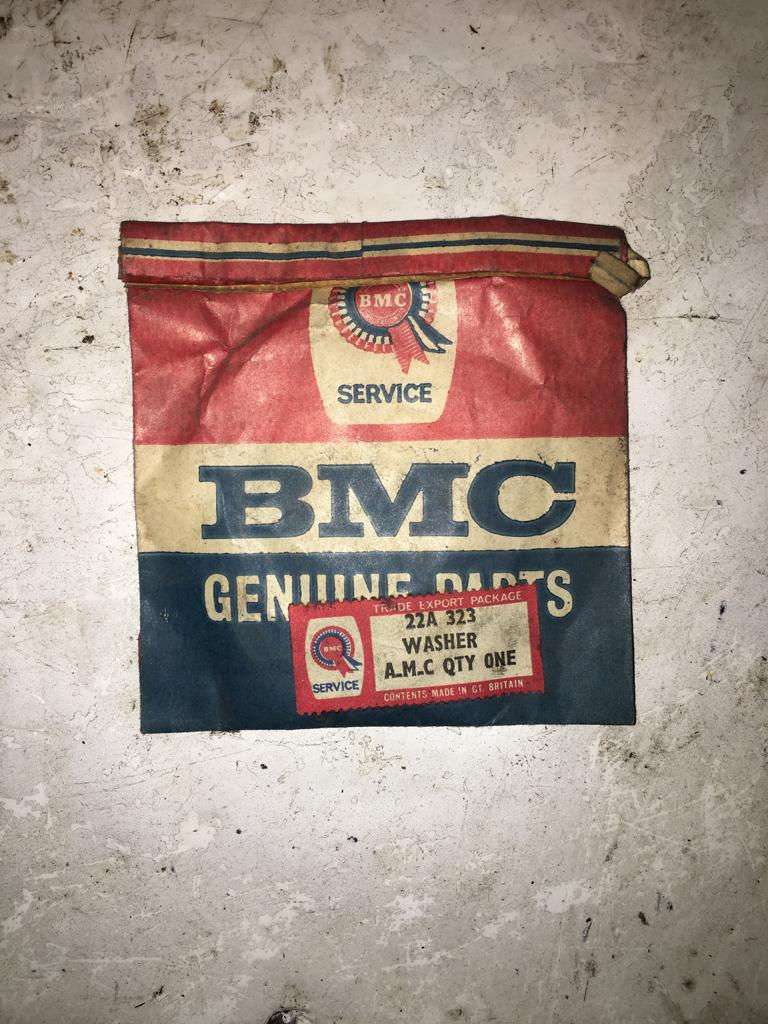 BMC
SERVICE
BMC
GENUINE PARTS
TRADE EXPORT PACKAGE
22A 323
WASHER
A.M.C QTY ONE
BMC
SERVICE
CONTENTS MADE IN GT. BRITAIN